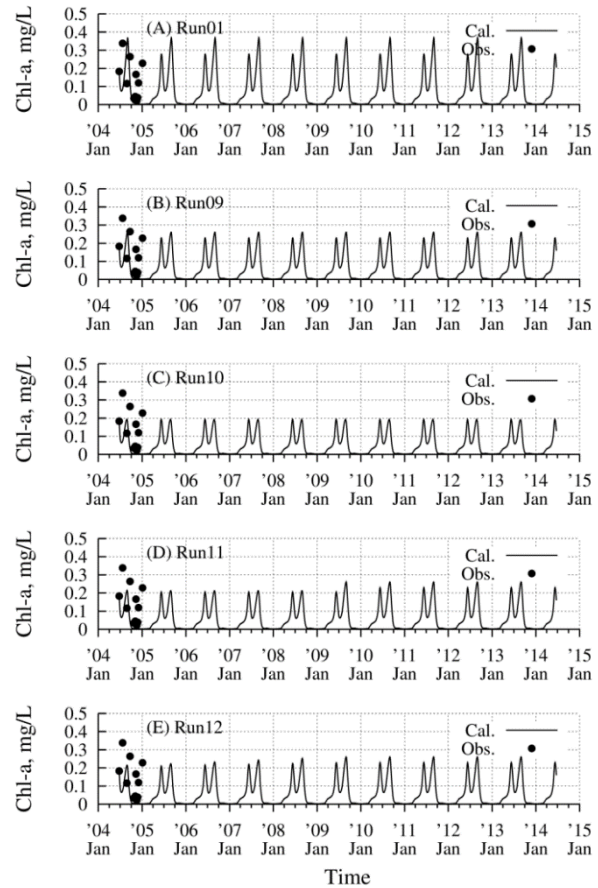 0.5
(A) Run01
Cal.
0.4
Obs.
0.3
0.2
0.1
0
Chl-a, mg/L
'04 '05 '06 '07 '08 '09 '10 '11 '12 '13 '14 '15
Jan Jan Jan Jan Jan Jan Jan Jan Jan Jan Jan Jan
0.5
(B) Run09
Cal.
0.4
Obs.
0.3
0.2
0.1
0
Chl-a, mg/L
'04 '05 '06 '07 '08 '09 '10 '11 '12 '13 '14 '15
Jan Jan Jan Jan Jan Jan Jan Jan Jan Jan Jan Jan
0.5
(C) Run10
Cal.
0.4
Obs.
0.3
0.2
0.1
0
Chl-a, mg/L
'04 '05 '06 '07 '08 '09 '10 '11 '12 '13 '14 '15
Jan Jan Jan Jan Jan Jan Jan Jan Jan Jan Jan Jan
0.5
(D) Run11
Cal.
0.4
Obs.
0.3
0.2
0.1
0
Chl-a, mg/L
'04 '05 '06 '07 '08 '09 '10 '11 '12 '13 '14 '15
Jan Jan Jan Jan Jan Jan Jan Jan Jan Jan Jan Jan
0.5
(E) Run12
Cal.
0.4
Obs.
0.3
0.2
0.1
0
Chl-a, mg/L
'04 '05 '06 '07 '08 '09 '10 '11 '12 '13 '14 '15
Jan Jan Jan Jan Jan Jan Jan Jan Jan Jan Jan Jan
Time